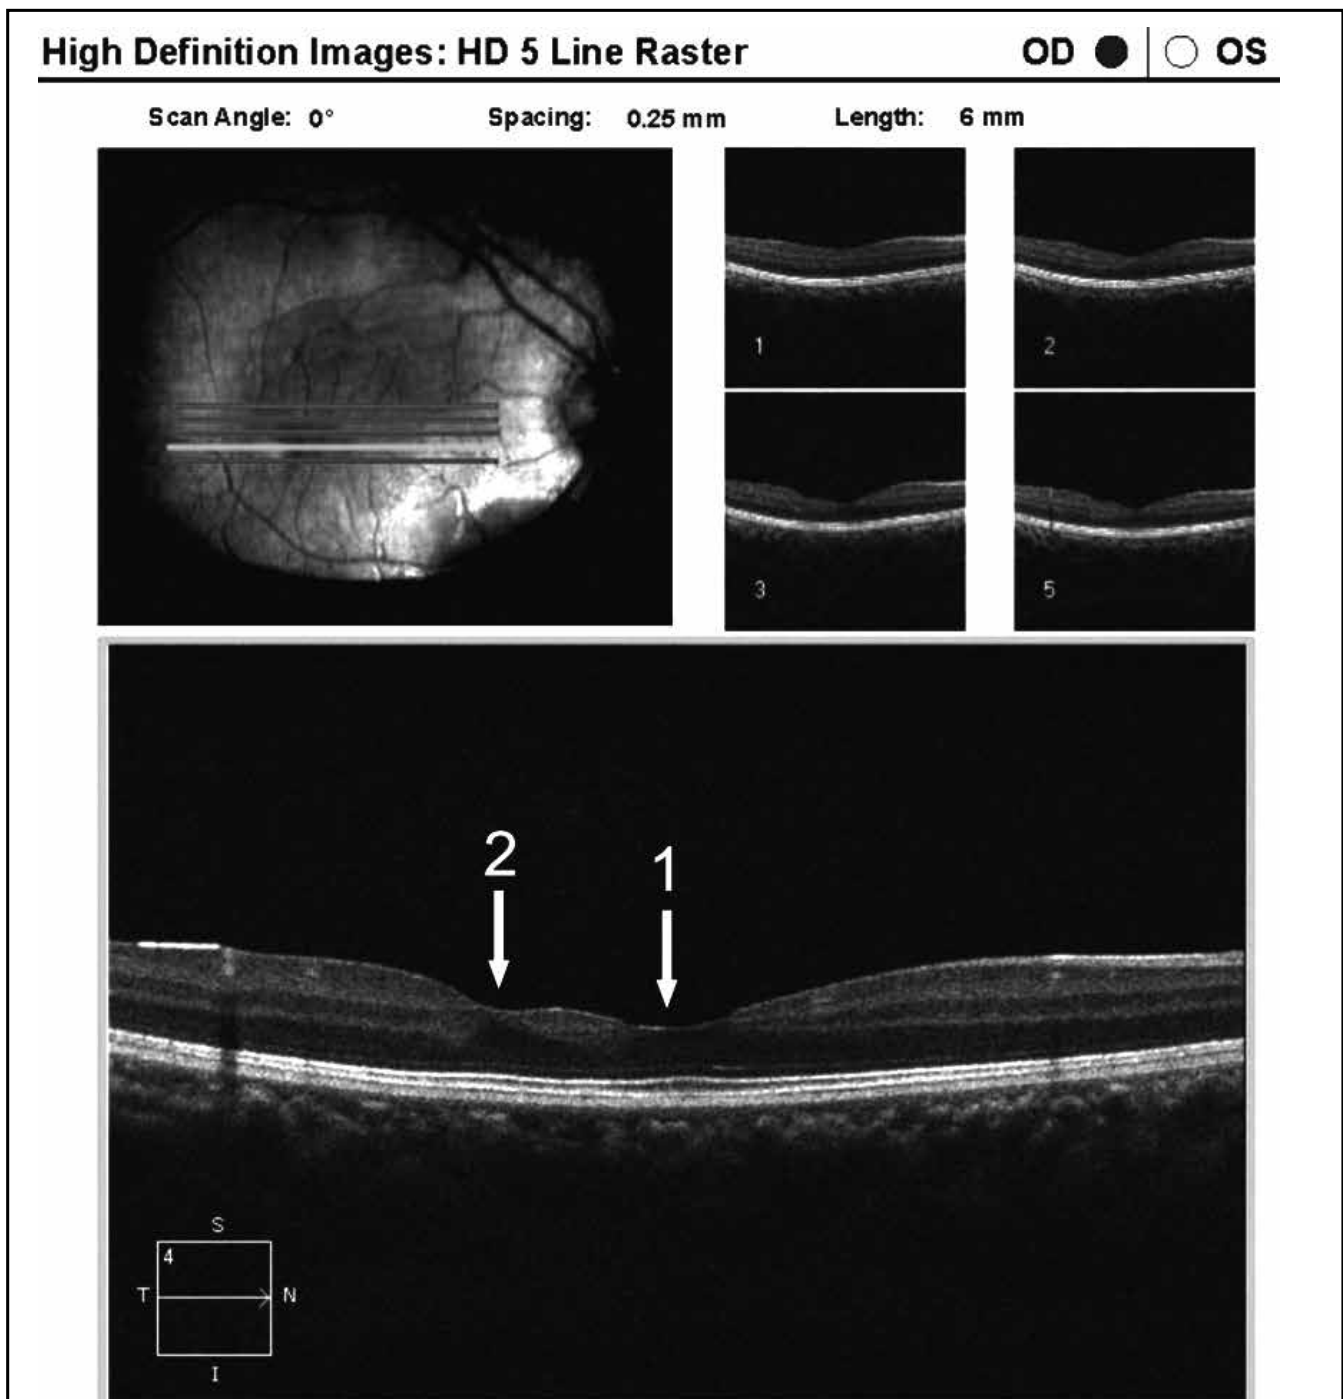 High Definition Images: HD 5 Line Raster OD OS
Scan Angle: 0° Spacing: 0.25 mm Length: 6 mm
1 2
3 5
2 1
S
4
T N
I